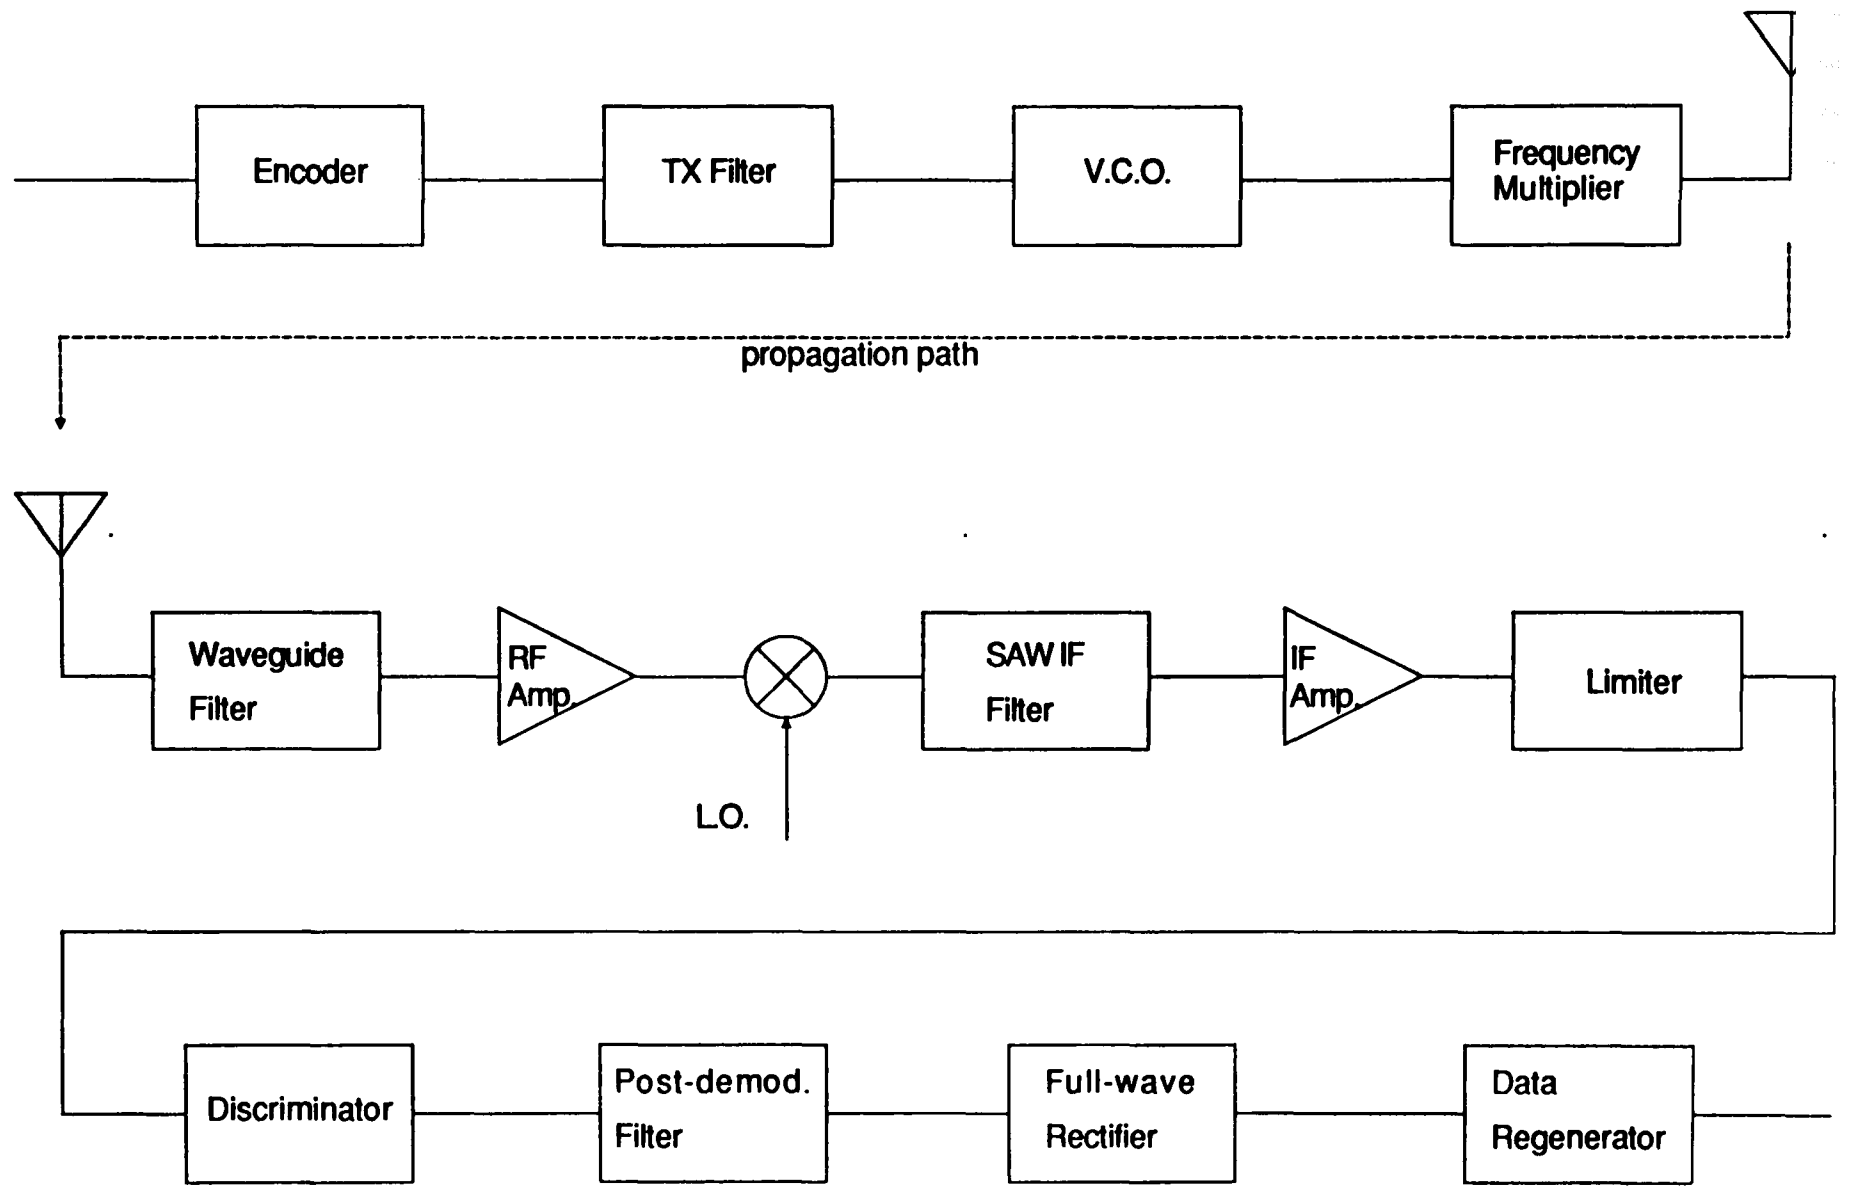 Encoder
TX Filter
V.C.O.
Frequency
Multiplier
propagation path
Waveguide
Filter
RF
Amp.
L.O.
SAW IF
Filter
IF
Amp.
Limiter
Discriminator
Post-demod.
Filter
Full-wave
Rectifier
Data
Regenerator